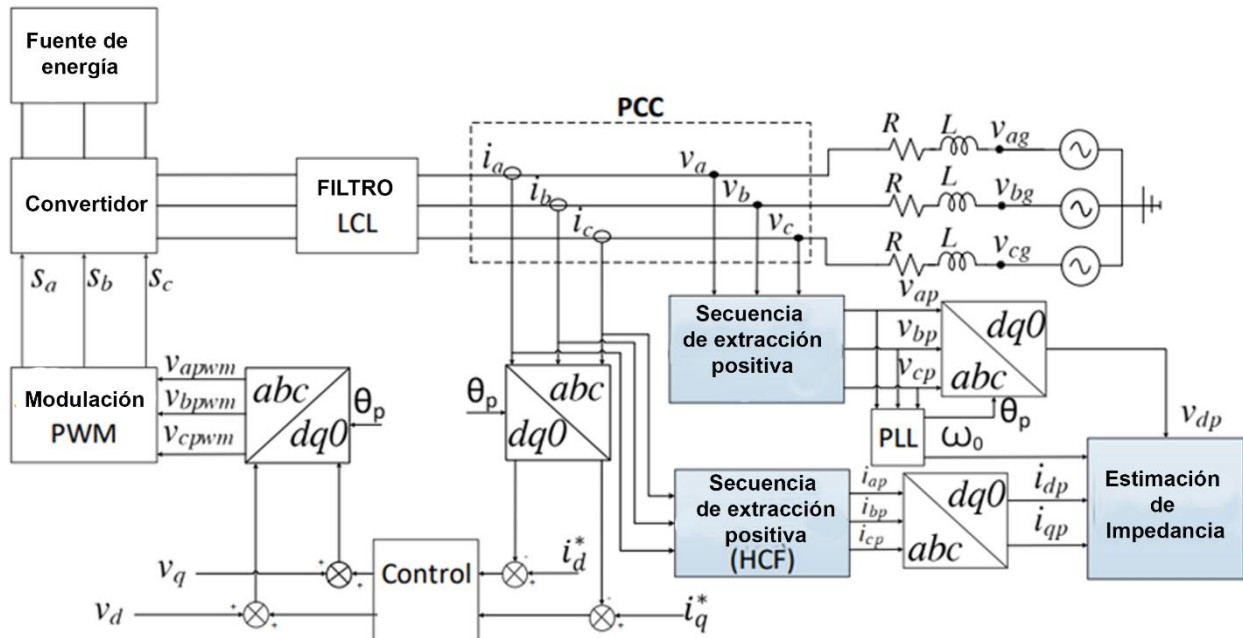 Fuente de
energía
PCC
R
L
v_ag
i_a
v_a
Convertidor
FILTRO
LCL
i_b
v_b
R
L
v_bg
i_c
v_c
R
L
v_cg
s_a
s_b
s_c
Secuencia
de extracción
positiva
v_ap
v_bp
v_cp
dq0
abc
Modulación
PWM
v_apwm
v_bpwm
v_cpwm
abc
dq0
θ_p
θ_p
abc
dq0
PLL
θ_p
ω_0
v_dp
Secuencia
de extracción
positiva
(HCF)
i_ap
i_bp
i_cp
dq0
abc
i_dp
i_qp
Estimación
de
Impedancia
v_q
+
+
Control
-
+
i_d^*
v_d
+
+
-
+
i_q^*